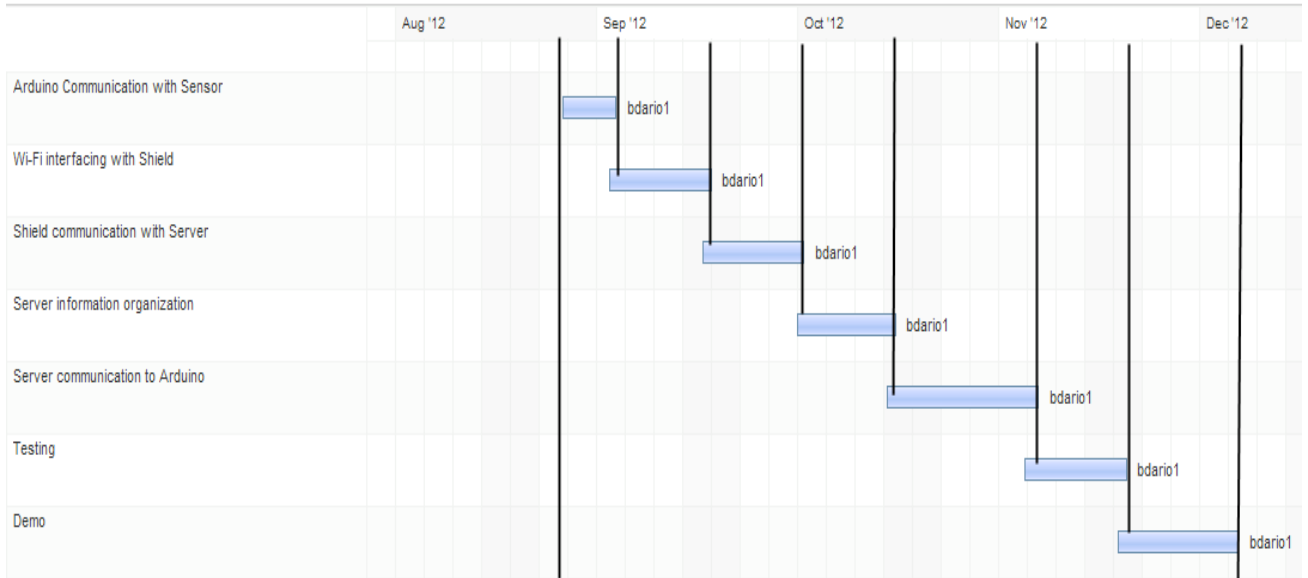 Aug '12 Sep '12 Oct '12 Nov '12 Dec '12
Arduino Communication with Sensor
bdario1
Wi-Fi interfacing with Shield
bdario1
Shield communication with Server
bdario1
Server information organization
bdario1
Server communication to Arduino
bdario1
Testing
bdario1
Demo
bdario1